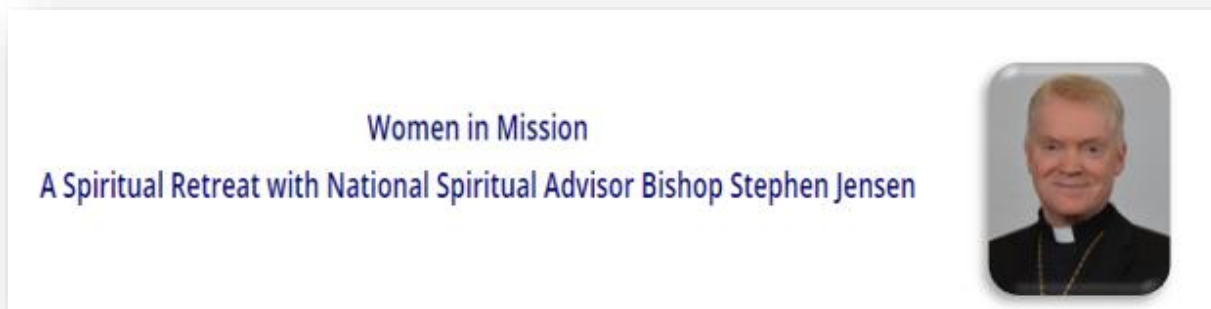 Women in Mission
A Spiritual Retreat with National Spiritual Advisor Bishop Stephen Jensen